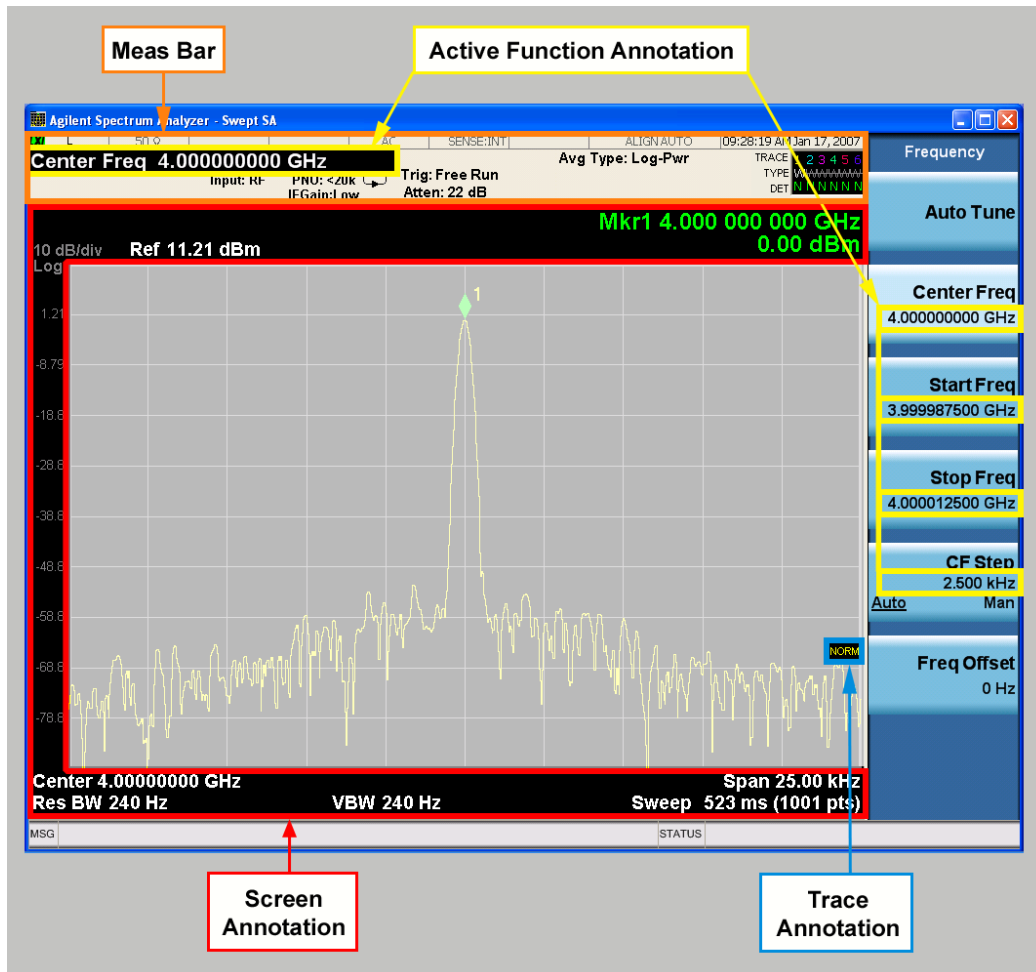 Meas Bar
Active Function Annotation
Agilent Spectrum Analyzer - Swept SA
L 50 Ω AC SENSE:INT ALIGN AUTO 09:28:19 AM Jan 17, 2007
Center Freq 4.000000000 GHz
Input: RF
PNO: <20k
IFGain:Low
Trig: Free Run
Atten: 22 dB
Avg Type: Log-Pwr
TRACE 1 2 3 4 5 6
TYPE
DET N N N N N N
Frequency
Auto Tune
Center Freq
4.000000000 GHz
Start Freq
3.999987500 GHz
Stop Freq
4.000012500 GHz
CF Step
2.500 kHz
Auto Man
Freq Offset
0 Hz
Mkr1 4.000 000 000 GHz
0.00 dBm
10 dB/div Ref 11.21 dBm
Log
1
1.21
-8.79
-18.8
-28.8
-38.8
-48.8
-58.8
-68.8
-78.8
NORM
Center 4.00000000 GHz Span 25.00 kHz
Res BW 240 Hz VBW 240 Hz Sweep 523 ms (1001 pts)
MSG STATUS
Screen
Annotation
Trace
Annotation